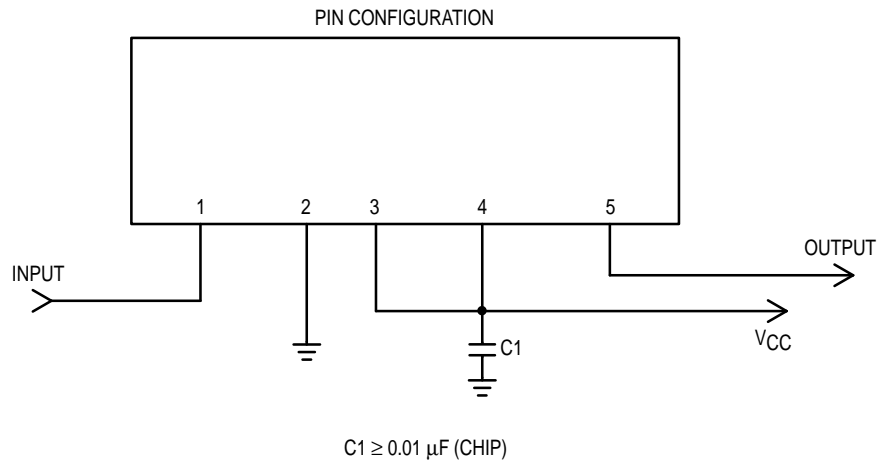 PIN CONFIGURATION
1 2 3 4 5
INPUT
OUTPUT
VCC
C1
C1 ≥ 0.01 µF (CHIP)